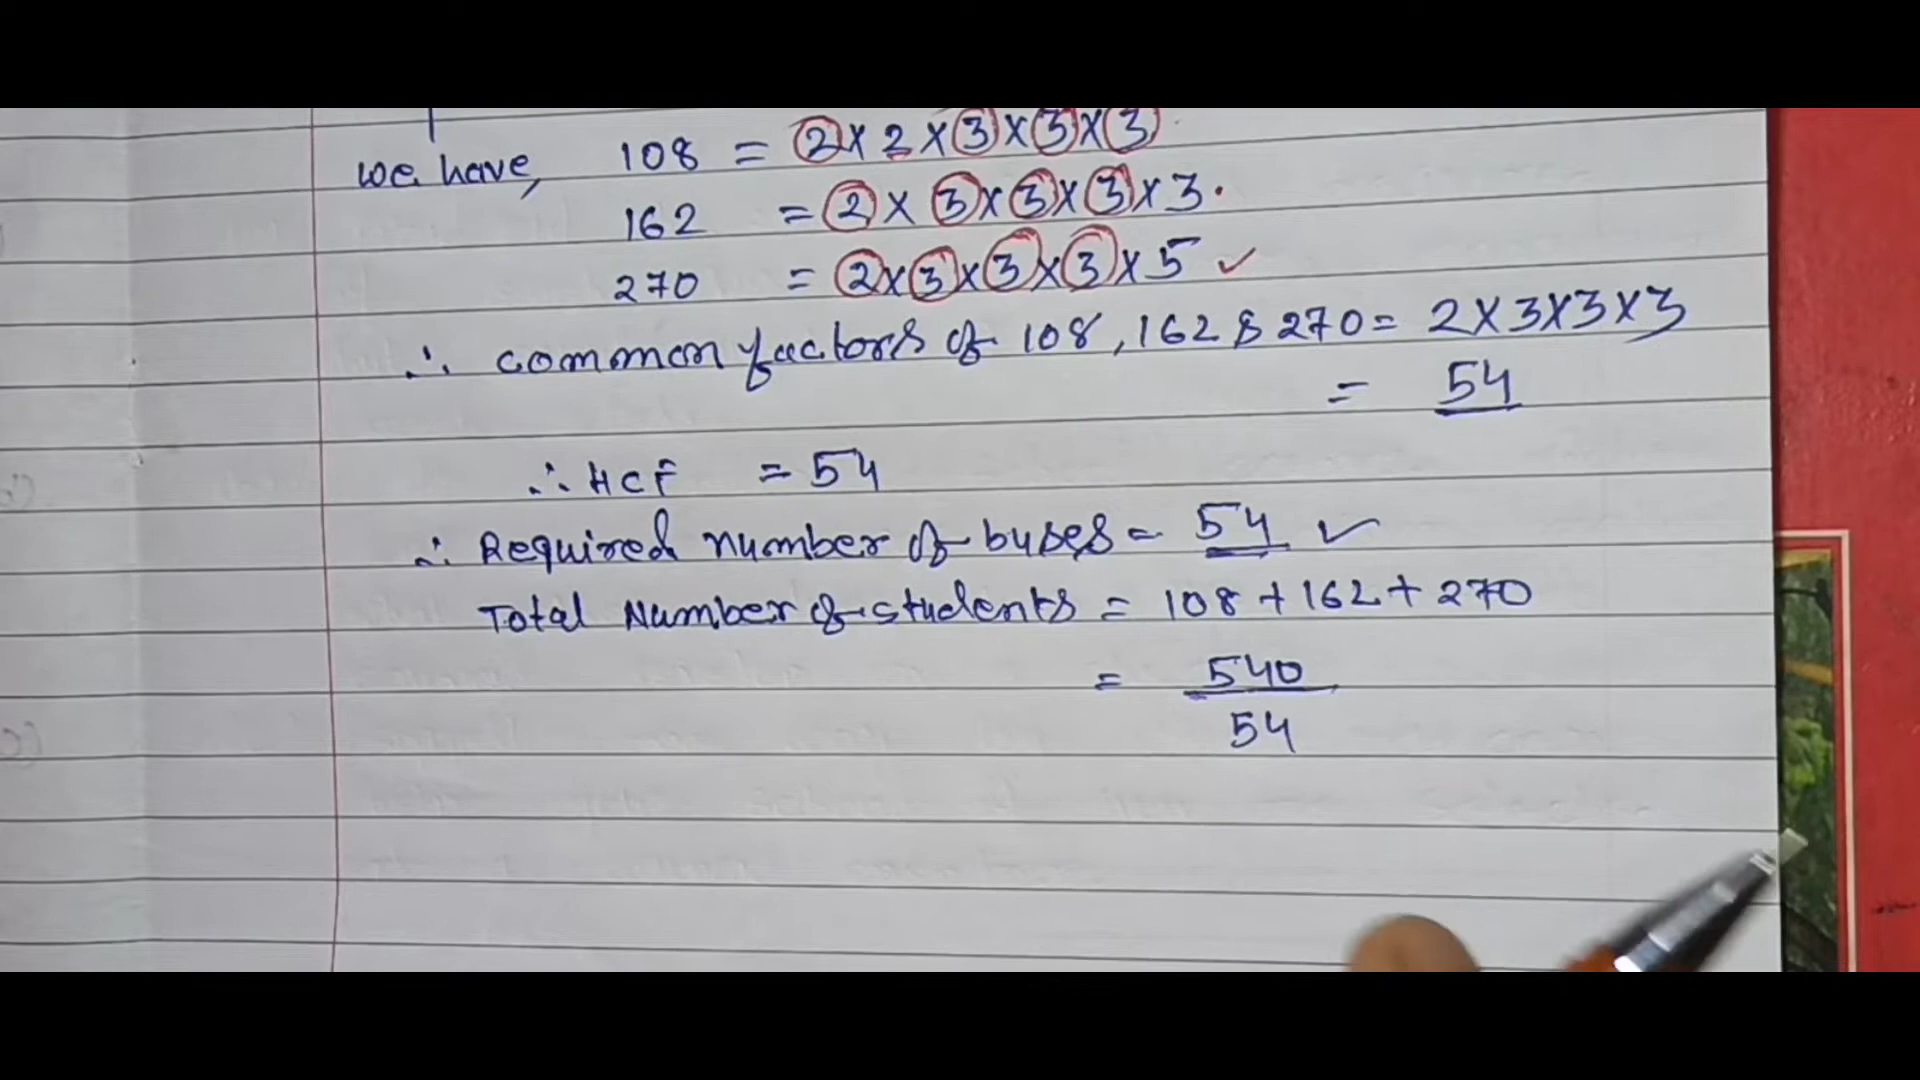 we have, 108 = 2 x 2 x 3 x 3 x 3
162 = 2 x 3 x 3 x 3 x 3.
270 = 2 x 3 x 3 x 3 x 5 ✓
∴ common factors of 108, 162 & 270 = 2 x 3 x 3 x 3
= 54
∴ HCF = 54
∴ Required number of buses = 54 ✓
Total Number of students = 108 + 162 + 270
= 540
54